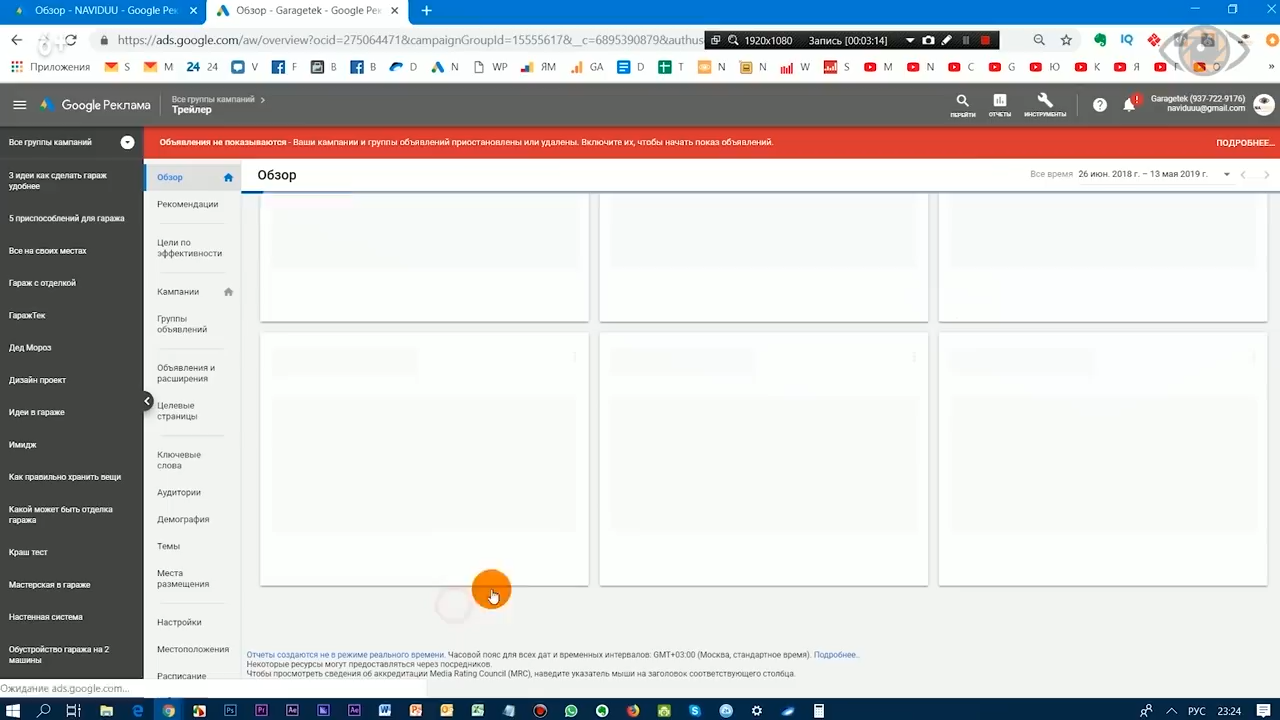 Обзор - NAVIDUU - Google Рек
Обзор - Garagetek - Google Рек
https://ads.google.com/aw/overview?ocid=275064471&campaignGroupId=15555617&__c=6895390879&authus
1920x1080
Запись [00:03:14]
Приложения
S
M
24
V
F
B
F
B
D
N
WP
ЯМ
GA
D
T
N
N
W
S
M
N
C
G
Ю
К
Я
Google Реклама
Все группы кампаний
Трейлер
ПЕРЕЙТИ
ОТЧЕТЫ
ИНСТРУМЕНТЫ
Garagetek (937-722-9176)
naviduuu@gmail.com
Все группы кампаний
Объявления не показываются - Ваши кампании и группы объявлений приостановлены или удалены. Включите их, чтобы начать показ объявлений.
ПОДРОБНЕЕ...
3 идеи как сделать гараж
удобнее
5 приспособлений для гаража
Все на своих местах
Гараж с отделкой
ГаражТек
Дед Мороз
Дизайн проект
Идеи в гараже
Имидж
Как правильно хранить вещи
Какой может быть отделка
гаража
Краш тест
Мастерская в гараже
Настенная система
Обустройство гаража на 2
машины
Обзор
Рекомендации
Цели по
эффективности
Кампании
Группы
объявлений
Объявления и
расширения
Целевые
страницы
Ключевые
слова
Аудитории
Демография
Темы
Места
размещения
Настройки
Местоположения
Расписание
Обзор
Все время
26 июн. 2018 г. – 13 мая 2019 г.
Отчеты создаются не в режиме реального времени. Часовой пояс для всех дат и временных интервалов: GMT+03:00 (Москва, стандартное время). Подробнее..
Некоторые ресурсы могут предоставляться через посредников.
Чтобы просмотреть сведения об аккредитации Media Rating Council (MRC), наведите указатель мыши на заголовок соответствующего столбца.
Ожидание ads.google.com...
РУС
23:24